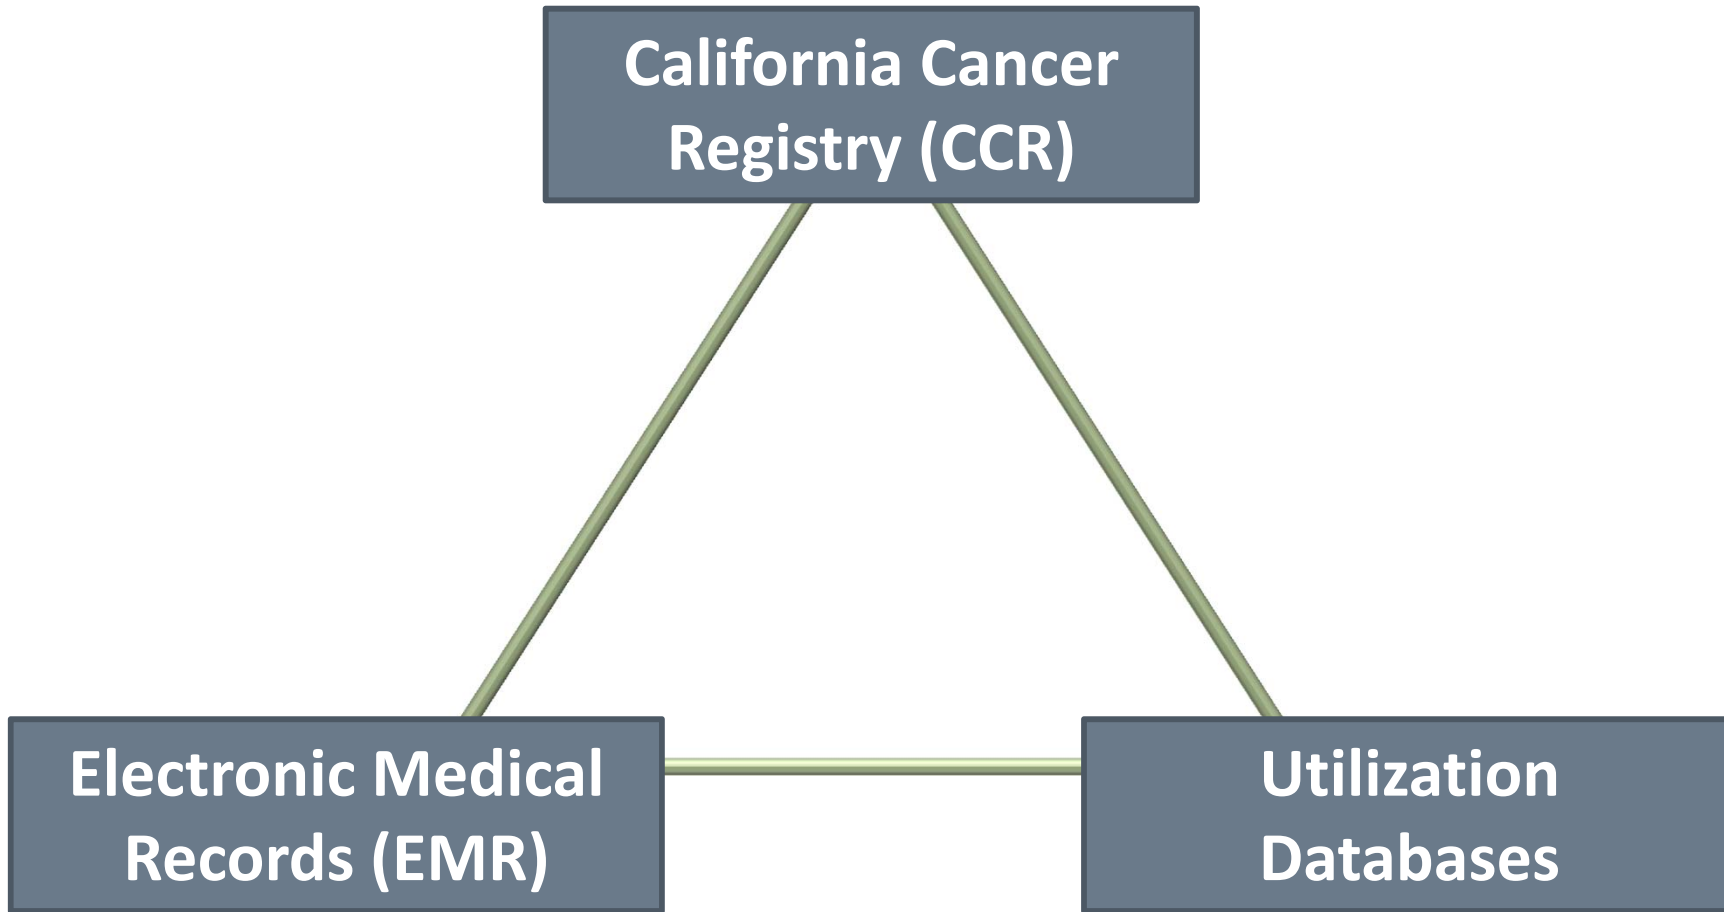 California Cancer
Registry (CCR)
Electronic Medical
Records (EMR)
Utilization
Databases